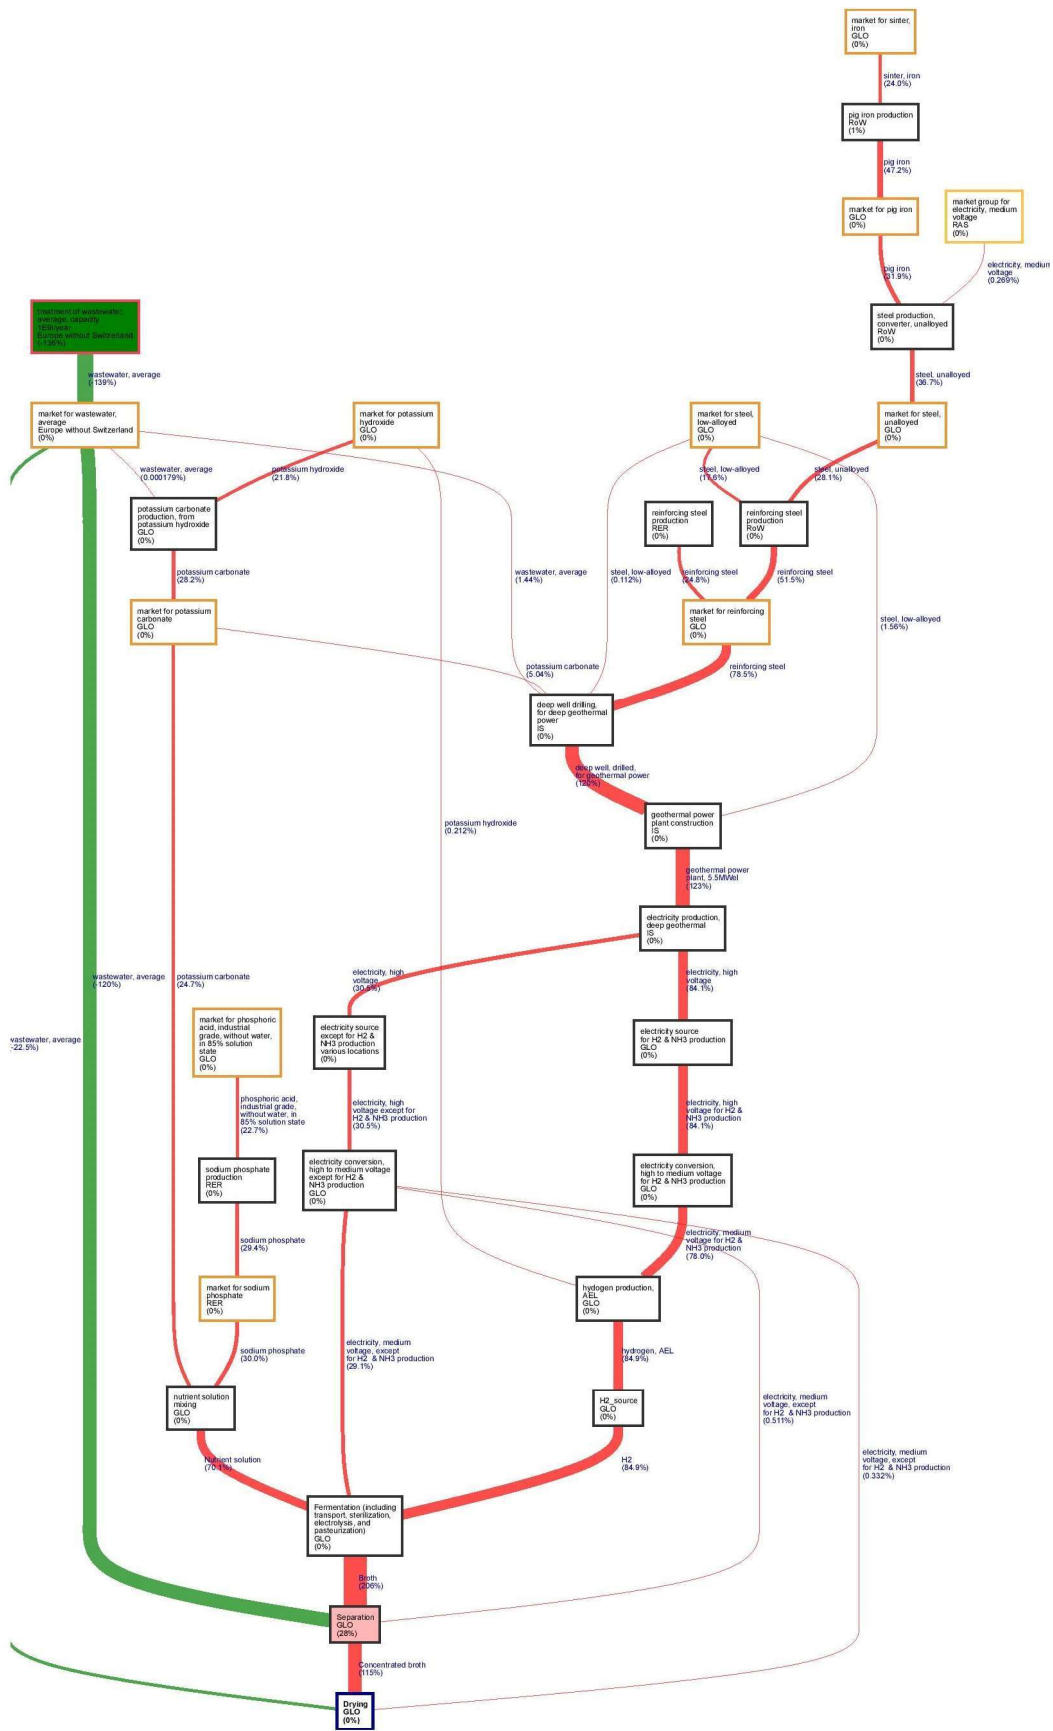 market for sinter,
iron
GLO
(0%)
sinter, iron
(24.0%)
pig iron production
RoW
(1%)
pig iron
(47.2%)
market for pig iron
GLO
(0%)
market group for
electricity, medium
voltage
RAS
(0%)
pig iron
(31.9%)
electricity, medium
voltage
(0.269%)
treatment of wastewater,
average, capacity
1E9l/year
Europe without Switzerland
(-136%)
steel production,
converter, unalloyed
RoW
(0%)
wastewater, average
(-139%)
steel, unalloyed
(36.7%)
market for wastewater,
average
Europe without Switzerland
(0%)
market for potassium
hydroxide
GLO
(0%)
market for steel,
low-alloyed
GLO
(0%)
market for steel,
unalloyed
GLO
(0%)
wastewater, average
(0.000179%)
potassium hydroxide
(21.8%)
steel, low-alloyed
(17.6%)
steel, unalloyed
(28.1%)
potassium carbonate
production, from
potassium hydroxide
GLO
(0%)
reinforcing steel
production
RER
(0%)
reinforcing steel
production
RoW
(0%)
potassium carbonate
(28.2%)
wastewater, average
(1.44%)
steel, low-alloyed
(0.112%)
reinforcing steel
(24.8%)
reinforcing steel
(51.5%)
market for potassium
carbonate
GLO
(0%)
market for reinforcing
steel
GLO
(0%)
steel, low-alloyed
(1.56%)
potassium carbonate
(5.04%)
reinforcing steel
(78.5%)
deep well drilling,
for deep geothermal
power
IS
(0%)
deep well, drilled,
for geothermal power
(120%)
geothermal power
plant construction
IS
(0%)
potassium hydroxide
(0.212%)
geothermal power
plant, 5.5MWel
(123%)
electricity production,
deep geothermal
IS
(0%)
wastewater, average
(-120%)
potassium carbonate
(24.7%)
electricity, high
voltage
(30.5%)
electricity, high
voltage
(84.1%)
wastewater, average
(-22.5%)
market for phosphoric
acid, industrial
grade, without water,
in 85% solution
state
GLO
(0%)
electricity source
except for H2 &
NH3 production
various locations
(0%)
electricity source
for H2 & NH3 production
GLO
(0%)
phosphoric acid,
industrial grade,
without water, in
85% solution state
(22.7%)
electricity, high
voltage except for
H2 & NH3 production
(30.5%)
electricity, high
voltage for H2 &
NH3 production
(84.1%)
sodium phosphate
production
RER
(0%)
electricity conversion,
high to medium voltage
except for H2 &
NH3 production
GLO
(0%)
electricity conversion,
high to medium voltage
for H2 & NH3 production
GLO
(0%)
sodium phosphate
(29.4%)
electricity, medium
voltage for H2 &
NH3 production
(78.0%)
market for sodium
phosphate
RER
(0%)
hydogen production,
AEL
GLO
(0%)
sodium phosphate
(30.0%)
electricity, medium
voltage, except
for H2 & NH3 production
(29.1%)
hydrogen, AEL
(84.9%)
nutrient solution
mixing
GLO
(0%)
H2_source
GLO
(0%)
electricity, medium
voltage, except
for H2 & NH3 production
(0.511%)
Nutrient solution
(70.1%)
H2
(84.9%)
electricity, medium
voltage, except
for H2 & NH3 production
(0.332%)
Fermentation (including
transport, sterilization,
electrolysis, and
pasteurization)
GLO
(0%)
Broth
(206%)
Separation
GLO
(28%)
Concentrated broth
(115%)
Drying
GLO
(0%)